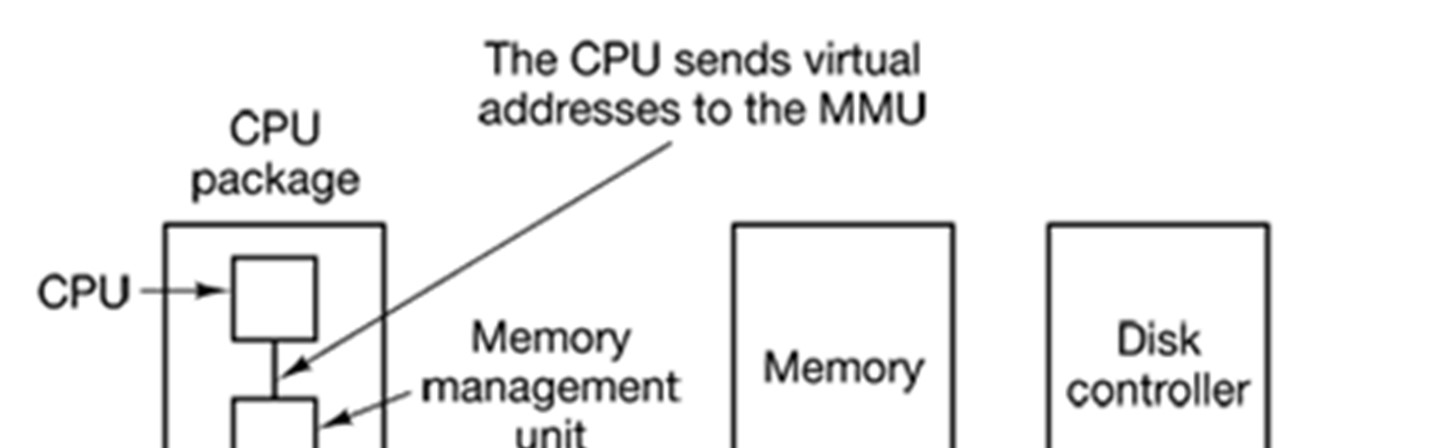 The CPU sends virtual
addresses to the MMU
CPU
package
CPU
Memory
management
unit
Memory
Disk
controller